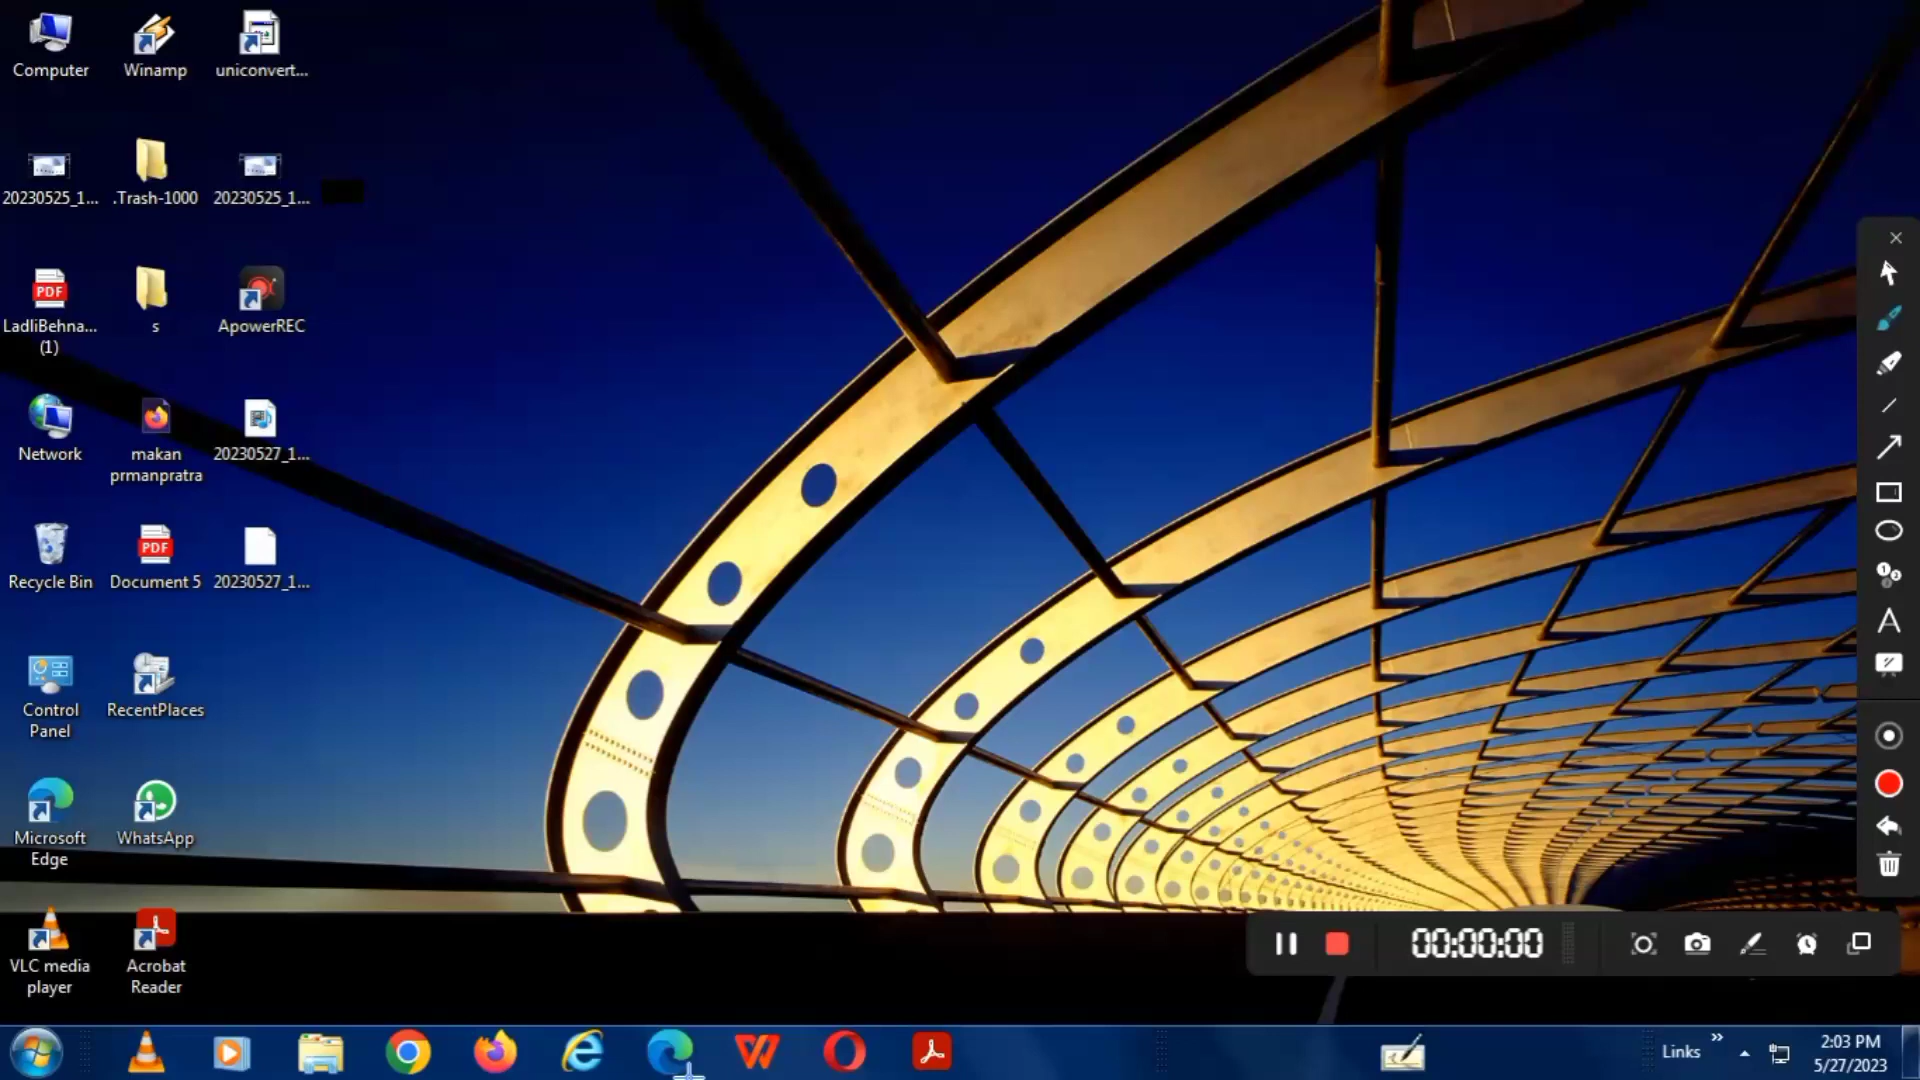 Computer
Winamp
uniconvert...
20230525_1...
.Trash-1000
20230525_1...
PDF
LadliBehna...
(1)
s
ApowerREC
Network
makan
prmanpratra
20230527_1...
Recycle Bin
PDF
Document 5
20230527_1...
Control
Panel
RecentPlaces
Microsoft
Edge
WhatsApp
VLC media
player
Acrobat
Reader
A
00:00:00
Links
2:03 PM
5/27/2023